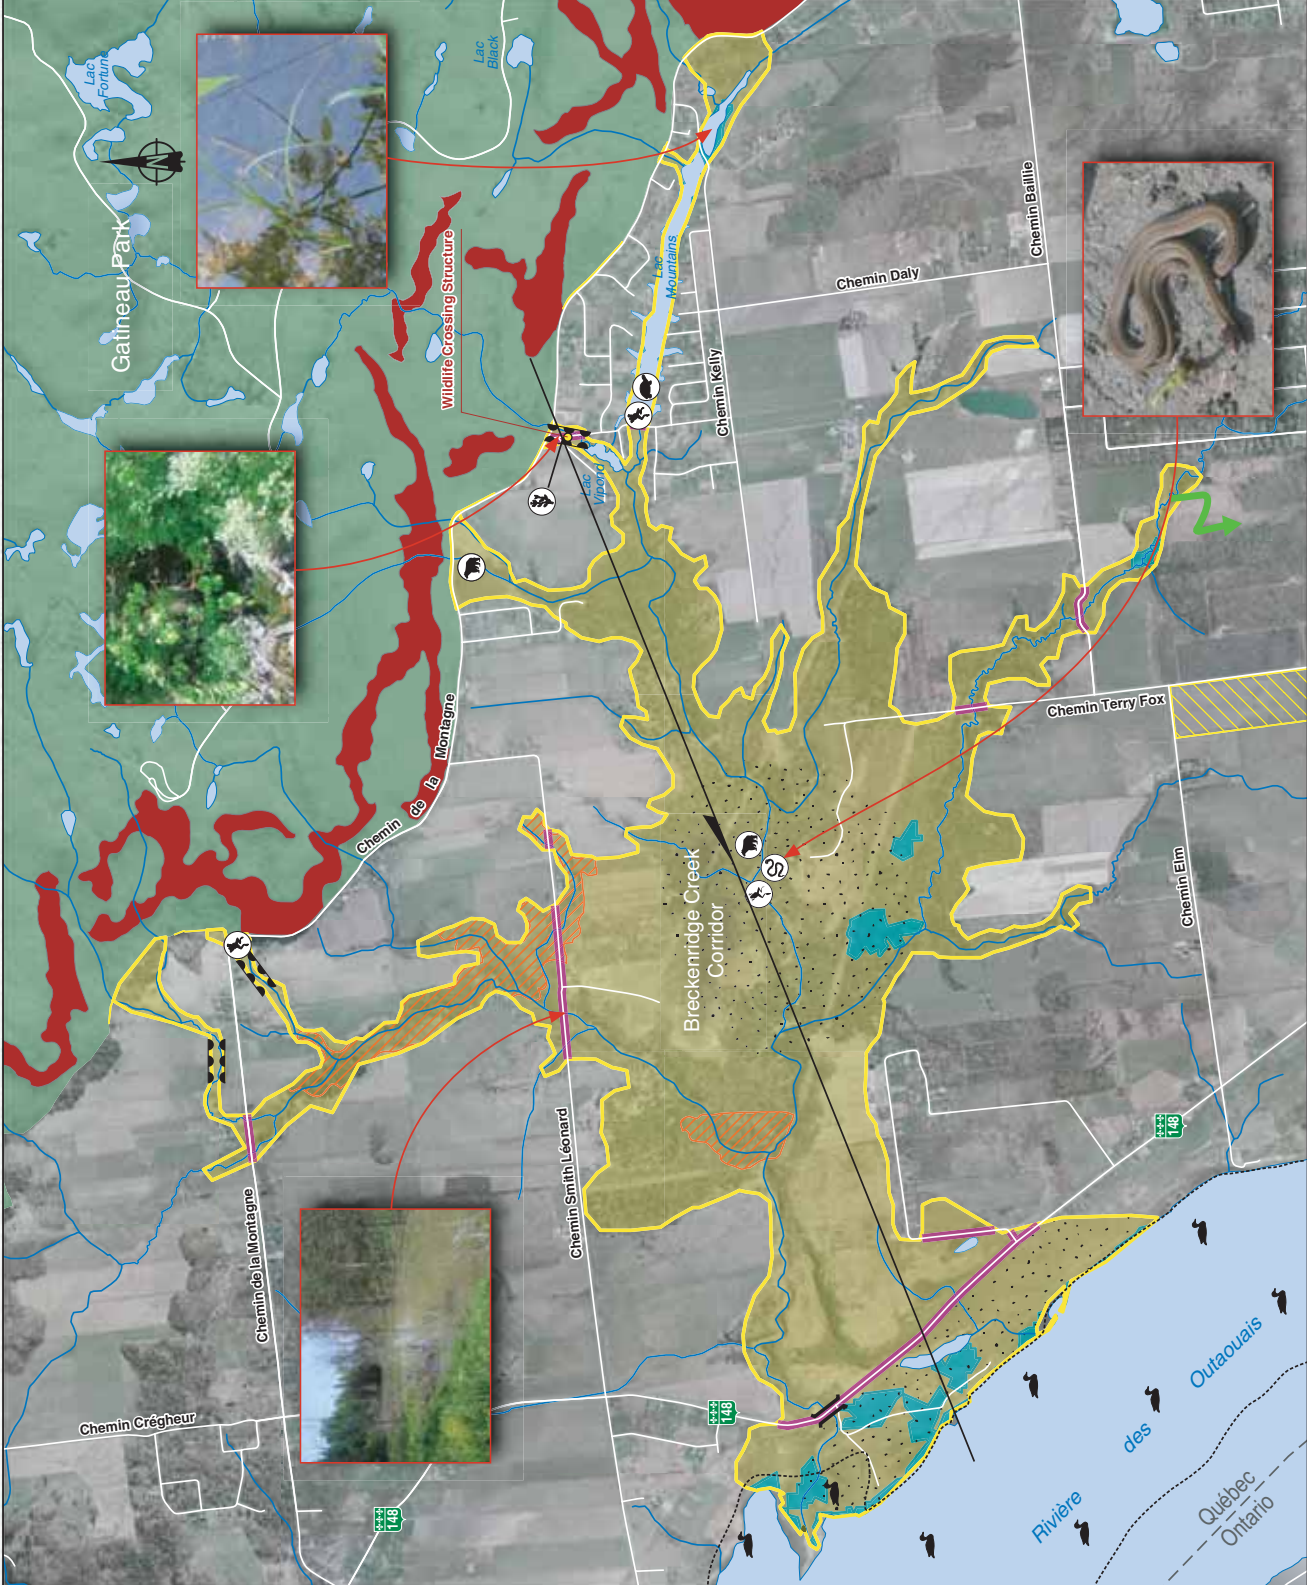 Lac
Fortune
Lac
Black
N
Gatineau Park
Wildlife Crossing Structure
Lac
Mountains
Chemin Baillie
Chemin Daly
Chemin Kelly
Lac
Vipond
Chemin de la Montagne
Chemin Terry Fox
Chemin Elm
Breckenridge Creek
Corridor
Chemin Smith Léonard
Chemin de la Montagne
Chemin Crégheur
148
148
148
Rivière des Outaouais
Québec
Ontario